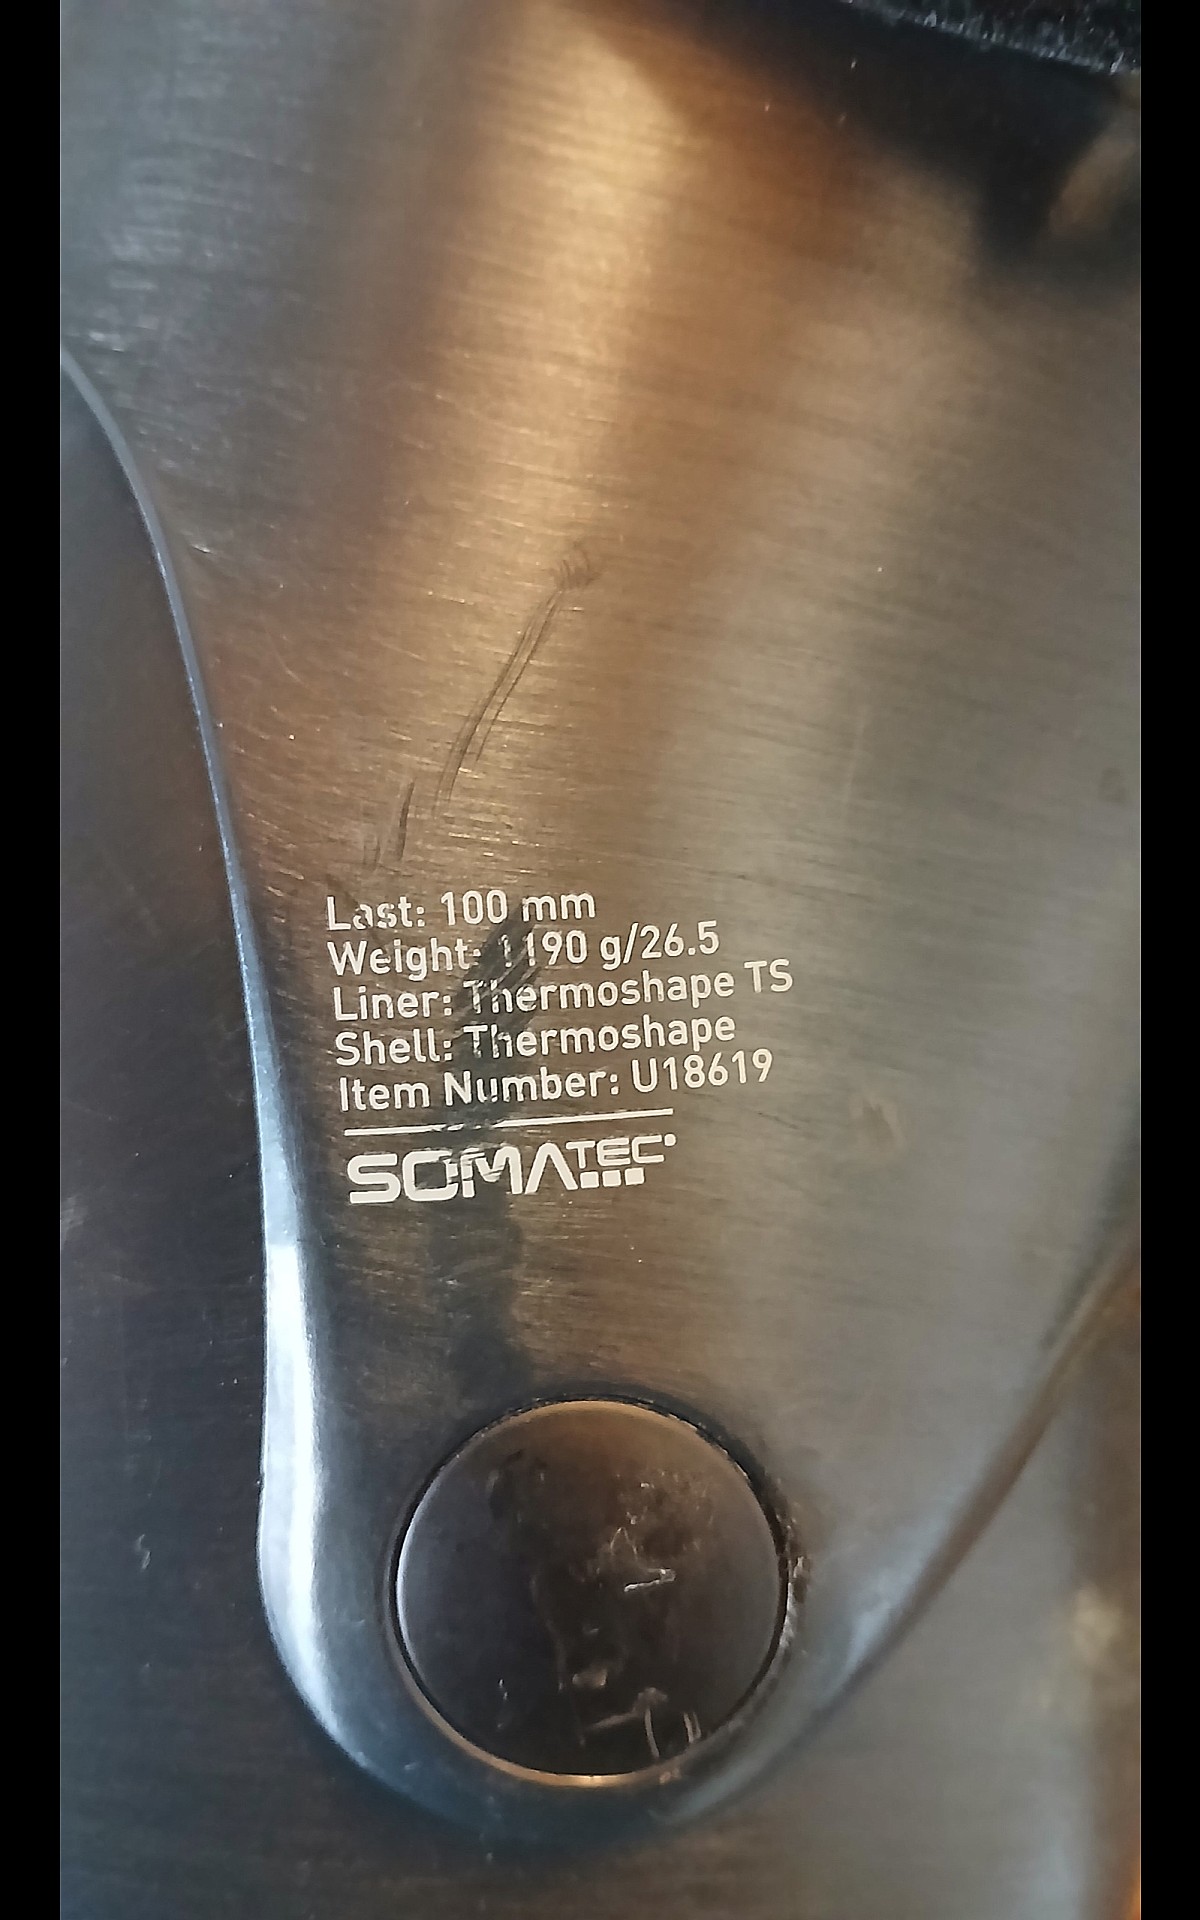 Last: 100 mm
Weight: 1190 g/26.5
Liner: Thermoshape TS
Shell: Thermoshape
Item Number: U18619
SOMATEC